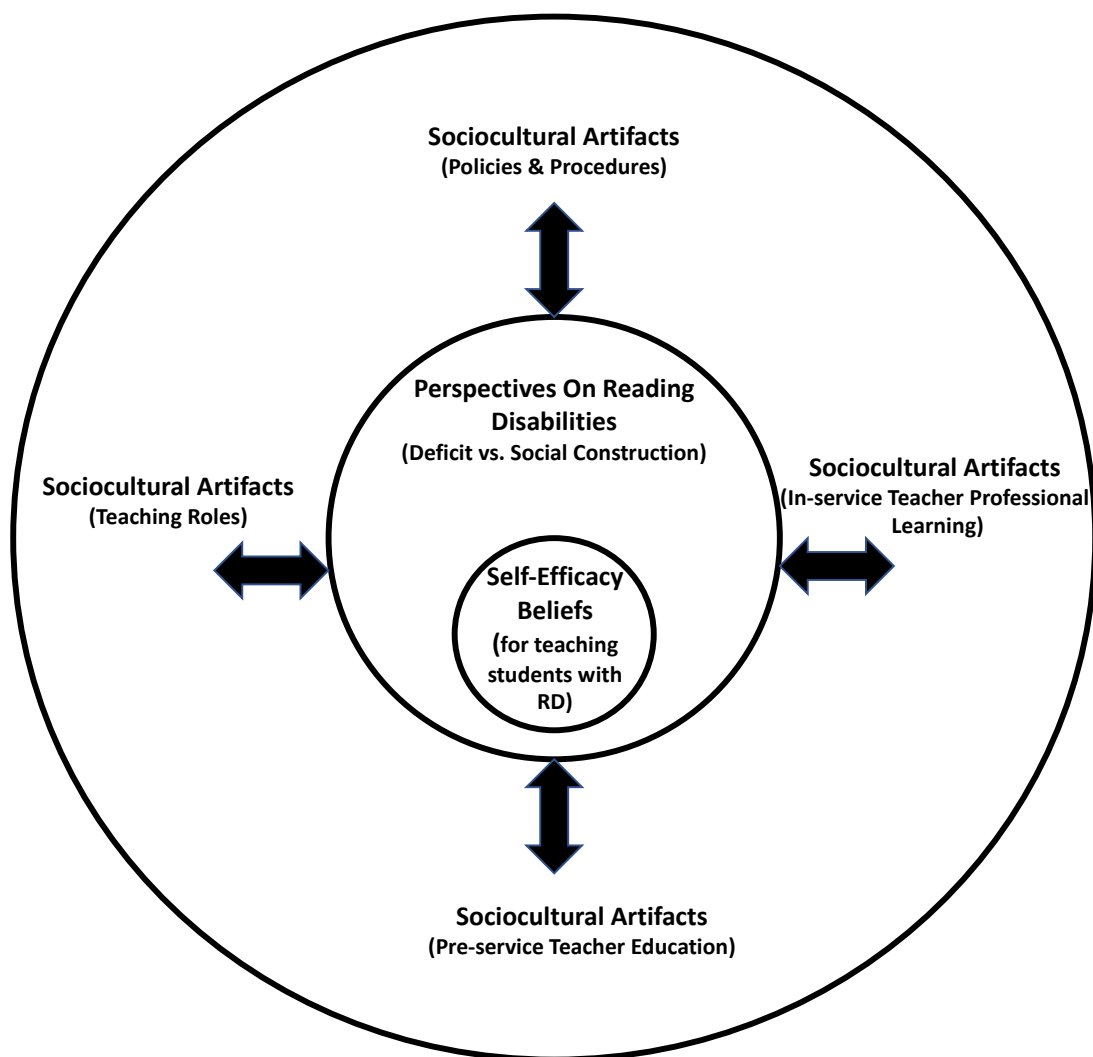 Sociocultural Artifacts
(Policies & Procedures)
Perspectives On Reading
Disabilities
(Deficit vs. Social Construction)
Sociocultural Artifacts
(Teaching Roles)
Sociocultural Artifacts
(In-service Teacher Professional
Learning)
Self-Efficacy
Beliefs
(for teaching
students with
RD)
Sociocultural Artifacts
(Pre-service Teacher Education)